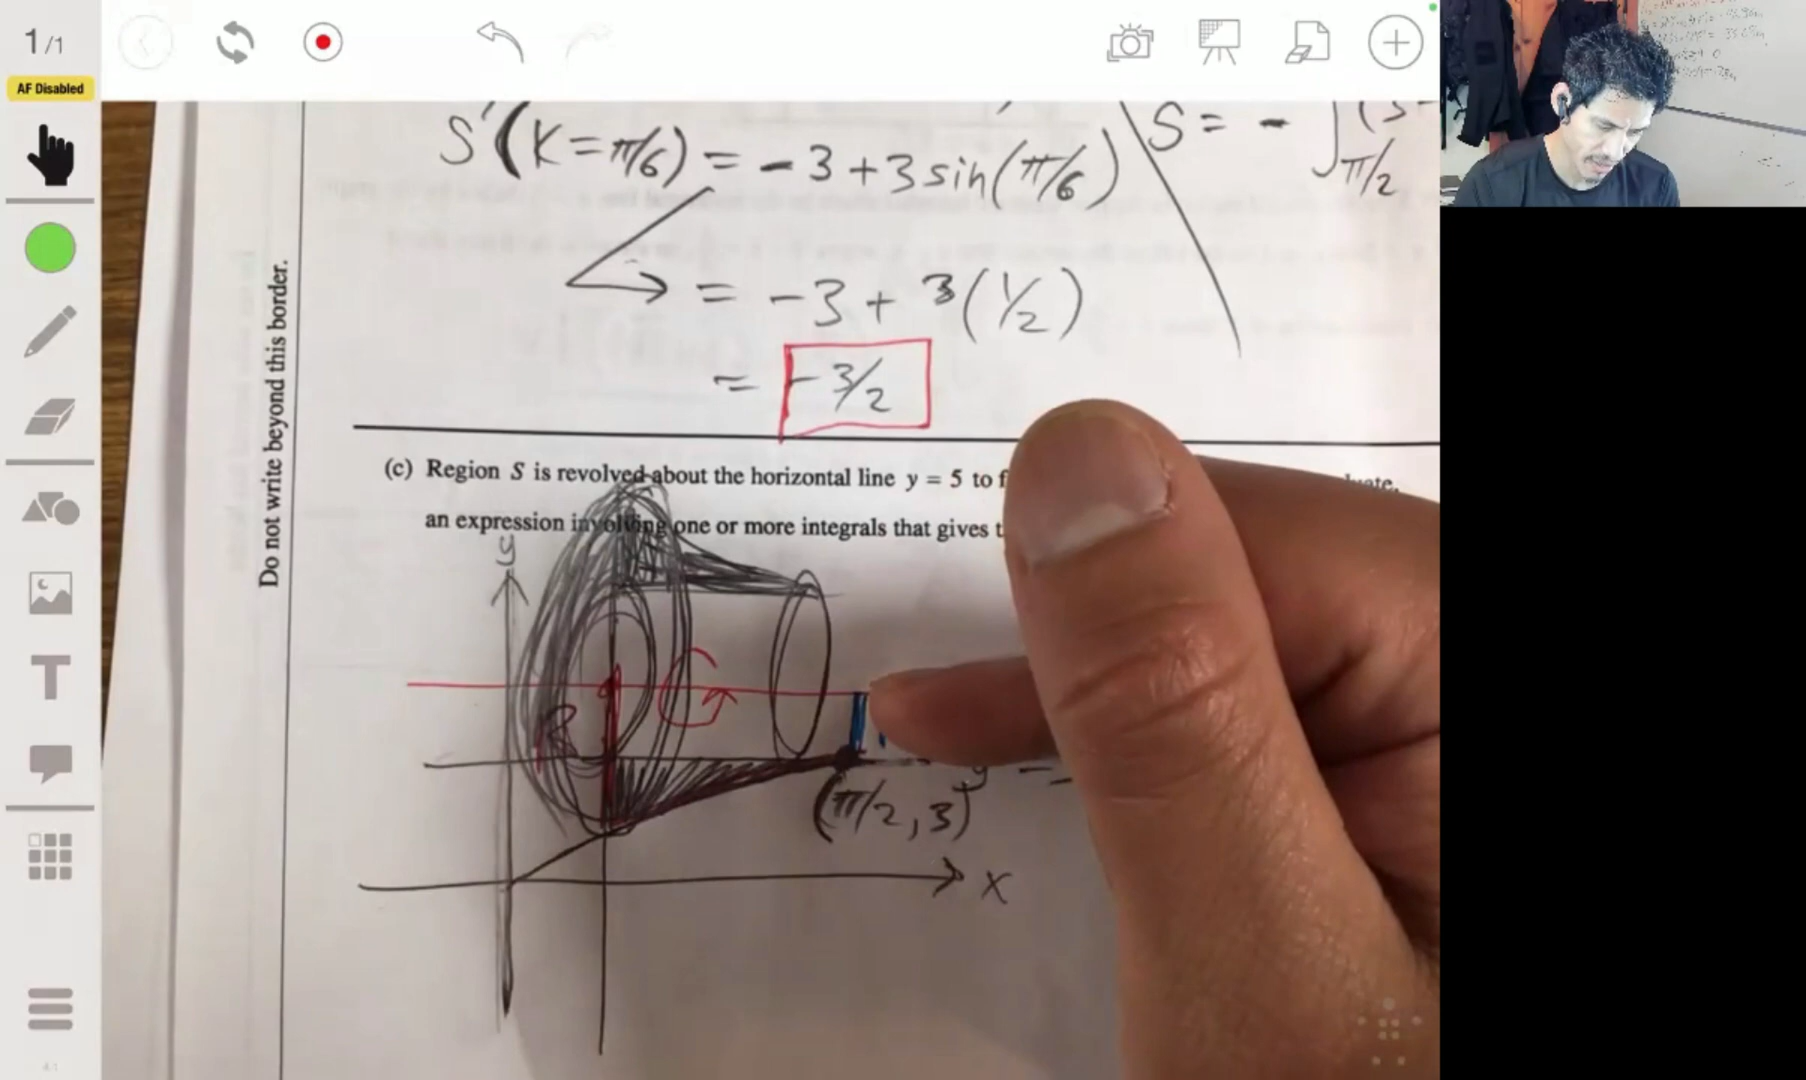 1/1
AF Disabled
S'(K=π/6) = -3+3sin(π/6)
S= - ∫π/2
= -3+ 3(1/2)
= -3/2
Do not write beyond this border.
(c) Region S is revolved about the horizontal line y = 5 to
an expression involving one or more integrals that gives
y
R
(π/2,3)
y =
x
T